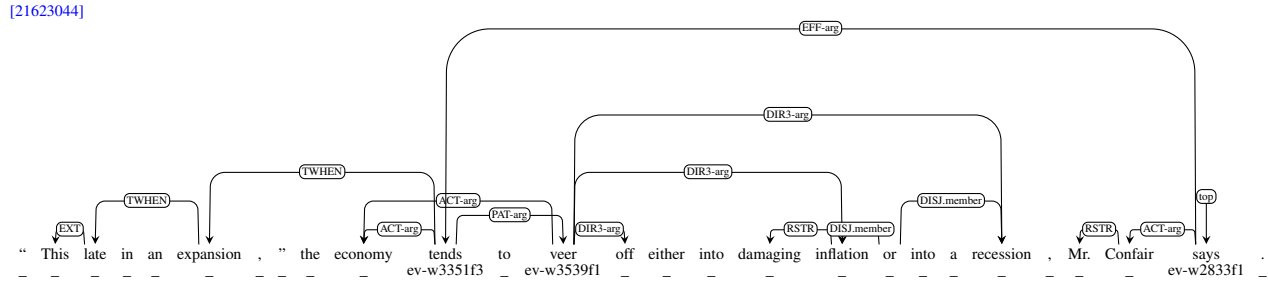 [21623044]
EFF-arg
DIR3-arg
TWHEN DIR3-arg
TWHEN ACT-arg DISJ.member top
PAT-arg
EXT ACT-arg DIR3-arg RSTR DISJ.member RSTR ACT-arg
“ This late in an expansion , ” the economy tends to veer off either into damaging inflation or into a recession , Mr. Confair says .
_ _ _ _ _ _ _ _ _ _ ev-w3351f3 _ ev-w3539f1 _ _ _ _ _ _ _ _ _ _ _ _ ev-w2833f1 _